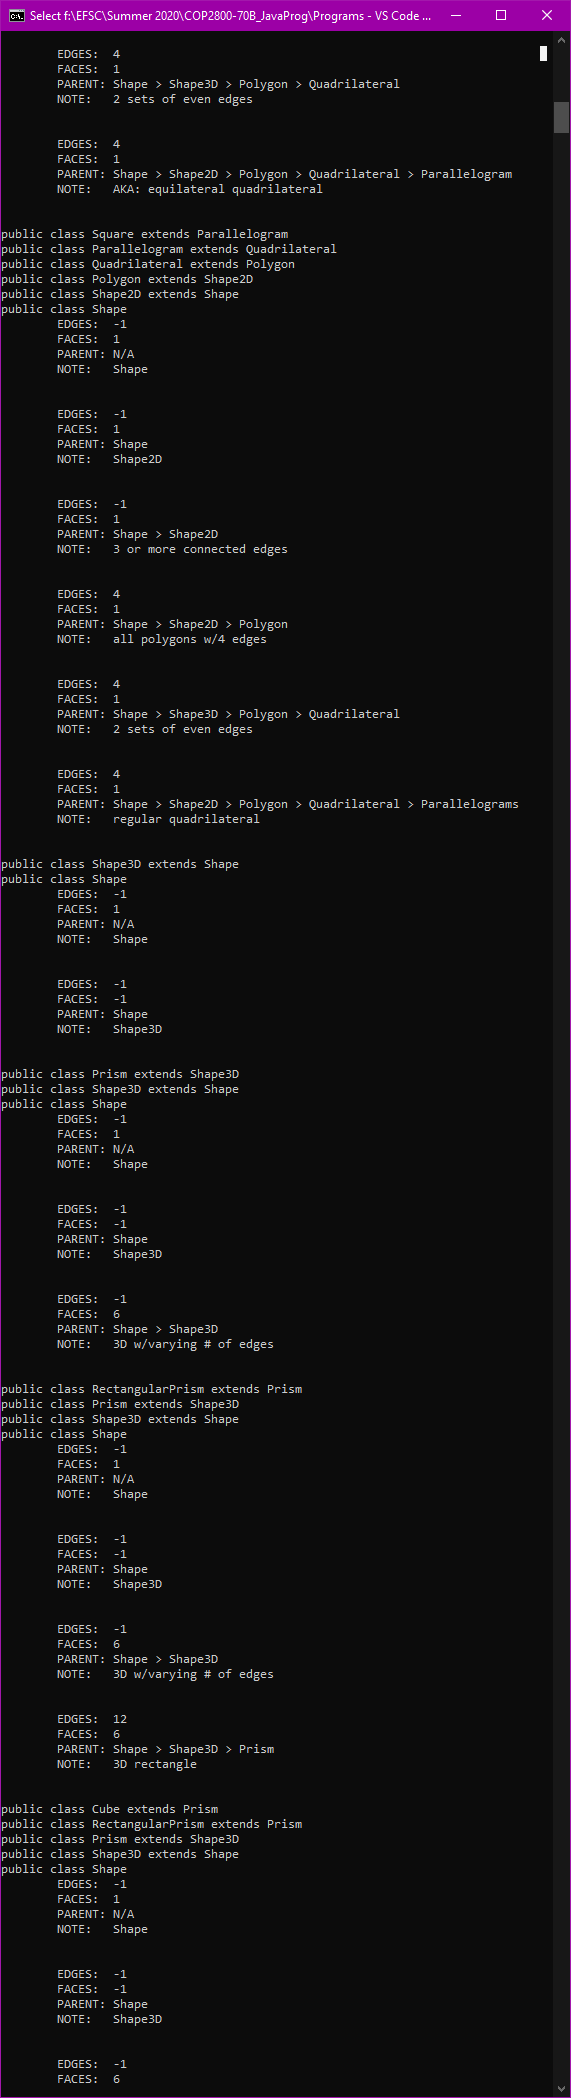 Select f:\EFSC\Summer 2020\COP2800-70B_JavaProg\Programs - VS Code ...
EDGES:  4
FACES:  1
PARENT: Shape > Shape3D > Polygon > Quadrilateral
NOTE:   2 sets of even edges
EDGES:  4
FACES:  1
PARENT: Shape > Shape2D > Polygon > Quadrilateral > Parallelogram
NOTE:   AKA: equilateral quadrilateral
public class Square extends Parallelogram
public class Parallelogram extends Quadrilateral
public class Quadrilateral extends Polygon
public class Polygon extends Shape2D
public class Shape2D extends Shape
public class Shape
EDGES:  -1
FACES:  1
PARENT: N/A
NOTE:   Shape
EDGES:  -1
FACES:  1
PARENT: Shape
NOTE:   Shape2D
EDGES:  -1
FACES:  1
PARENT: Shape > Shape2D
NOTE:   3 or more connected edges
EDGES:  4
FACES:  1
PARENT: Shape > Shape2D > Polygon
NOTE:   all polygons w/4 edges
EDGES:  4
FACES:  1
PARENT: Shape > Shape3D > Polygon > Quadrilateral
NOTE:   2 sets of even edges
EDGES:  4
FACES:  1
PARENT: Shape > Shape2D > Polygon > Quadrilateral > Parallelograms
NOTE:   regular quadrilateral
public class Shape3D extends Shape
public class Shape
EDGES:  -1
FACES:  1
PARENT: N/A
NOTE:   Shape
EDGES:  -1
FACES:  -1
PARENT: Shape
NOTE:   Shape3D
public class Prism extends Shape3D
public class Shape3D extends Shape
public class Shape
EDGES:  -1
FACES:  1
PARENT: N/A
NOTE:   Shape
EDGES:  -1
FACES:  -1
PARENT: Shape
NOTE:   Shape3D
EDGES:  -1
FACES:  6
PARENT: Shape > Shape3D
NOTE:   3D w/varying # of edges
public class RectangularPrism extends Prism
public class Prism extends Shape3D
public class Shape3D extends Shape
public class Shape
EDGES:  -1
FACES:  1
PARENT: N/A
NOTE:   Shape
EDGES:  -1
FACES:  -1
PARENT: Shape
NOTE:   Shape3D
EDGES:  -1
FACES:  6
PARENT: Shape > Shape3D
NOTE:   3D w/varying # of edges
EDGES:  12
FACES:  6
PARENT: Shape > Shape3D > Prism
NOTE:   3D rectangle
public class Cube extends Prism
public class RectangularPrism extends Prism
public class Prism extends Shape3D
public class Shape3D extends Shape
public class Shape
EDGES:  -1
FACES:  1
PARENT: N/A
NOTE:   Shape
EDGES:  -1
FACES:  -1
PARENT: Shape
NOTE:   Shape3D
EDGES:  -1
FACES:  6